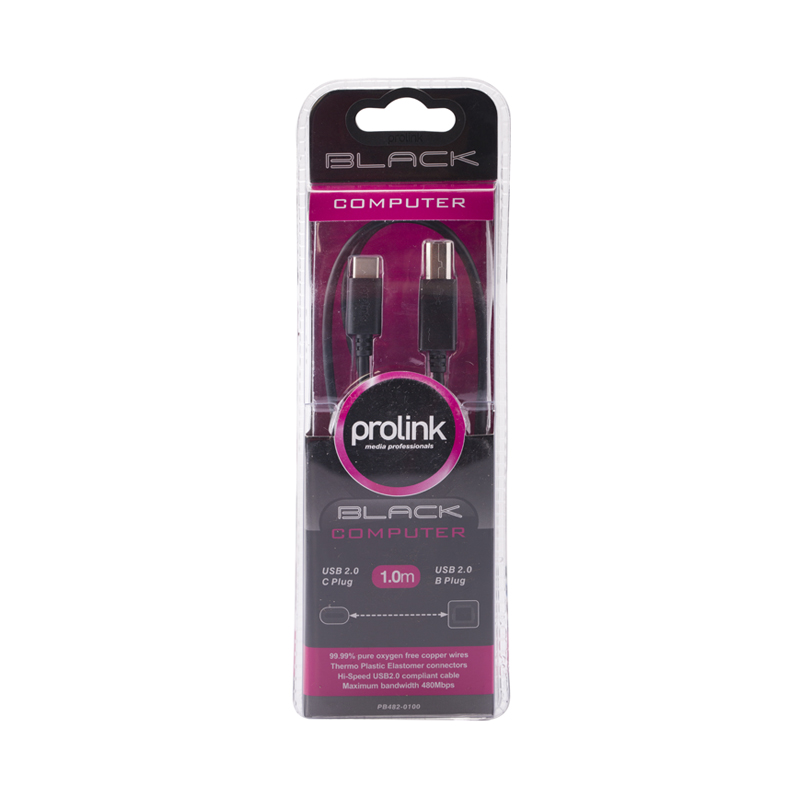 prolink
BLACK
COMPUTER
prolink
media professionals
BLACK
COMPUTER
USB 2.0
C Plug
1.0m
USB 2.0
B Plug
99.99% pure oxygen free copper wires
Thermo Plastic Elastomer connectors
Hi-Speed USB2.0 compliant cable
Maximum bandwidth 480Mbps
PB482-0100